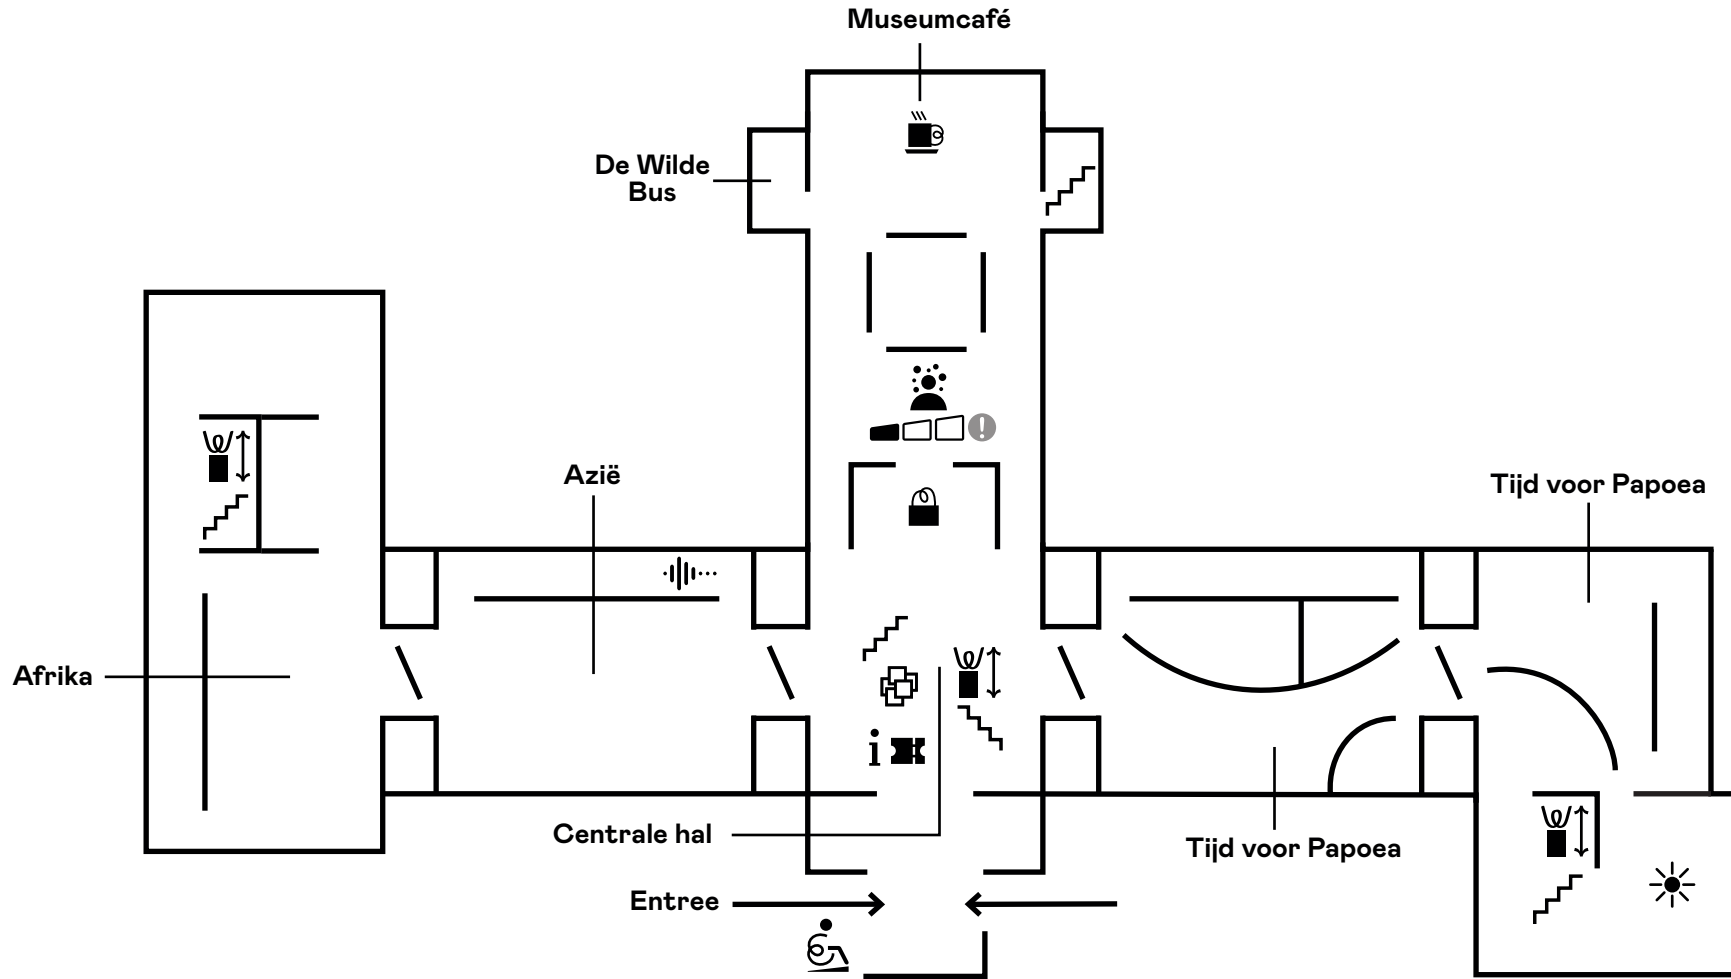 Museumcafé
De Wilde
Bus
Azië
Tijd voor Papoea
Afrika
Centrale hal
Tijd voor Papoea
Entree